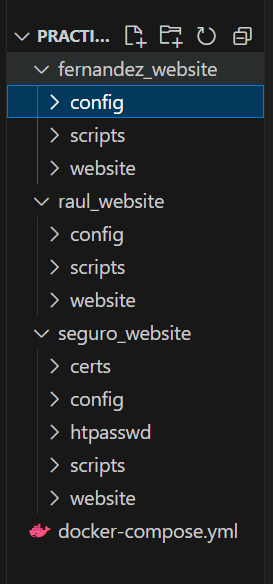 PRACTI...
fernandez_website
config
scripts
website
raul_website
config
scripts
website
seguro_website
certs
config
htpasswd
scripts
website
docker-compose.yml